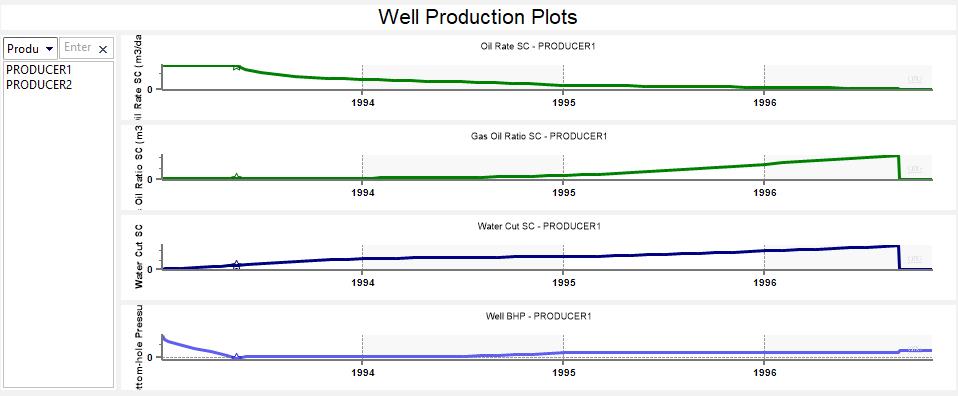 Well Production Plots
Produ
Enter
PRODUCER1
PRODUCER2
Oil Rate SC - PRODUCER1
il Rate SC (m3/da
0
1994 1995 1996
Gas Oil Ratio SC - PRODUCER1
Oil Ratio SC (m3
0
1994 1995 1996
Water Cut SC - PRODUCER1
Water Cut SC
0
1994 1995 1996
Well BHP - PRODUCER1
ttom-hole Pressu
0
1994 1995 1996